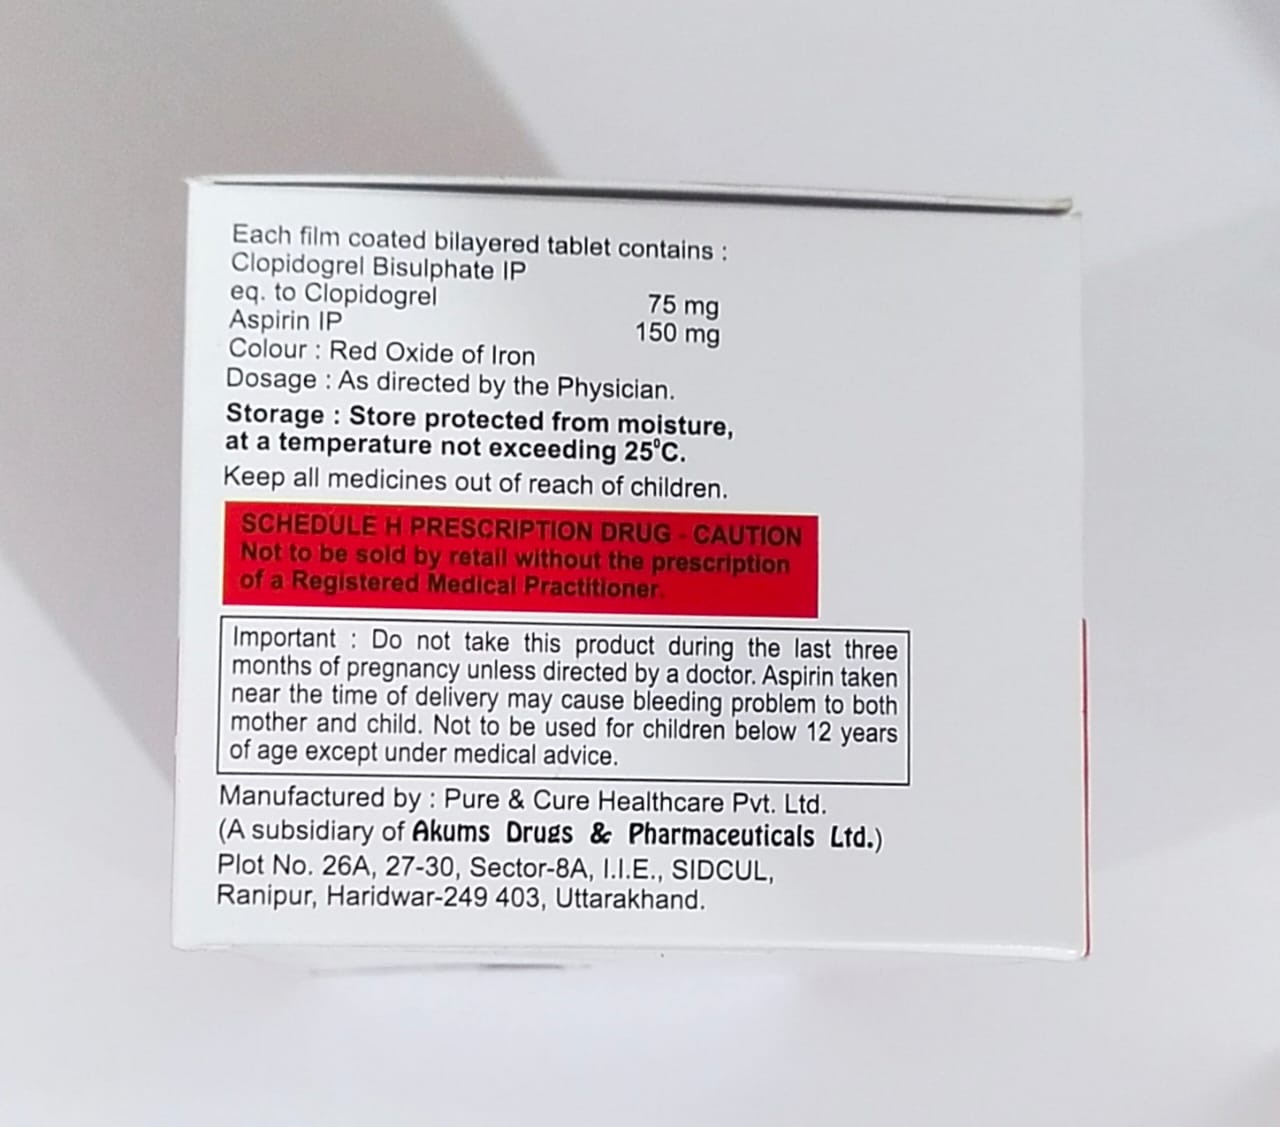 Each film coated bilayered tablet contains :
Clopidogrel Bisulphate IP
eq. to Clopidogrel 75 mg
Aspirin IP 150 mg
Colour : Red Oxide of Iron
Dosage : As directed by the Physician.
Storage : Store protected from moisture,
at a temperature not exceeding 25°C.
Keep all medicines out of reach of children.
SCHEDULE H PRESCRIPTION DRUG - CAUTION
Not to be sold by retail without the prescription
of a Registered Medical Practitioner.
Important : Do not take this product during the last three
months of pregnancy unless directed by a doctor. Aspirin taken
near the time of delivery may cause bleeding problem to both
mother and child. Not to be used for children below 12 years
of age except under medical advice.
Manufactured by : Pure & Cure Healthcare Pvt. Ltd.
(A subsidiary of Akums Drugs & Pharmaceuticals Ltd.)
Plot No. 26A, 27-30, Sector-8A, I.I.E., SIDCUL,
Ranipur, Haridwar-249 403, Uttarakhand.